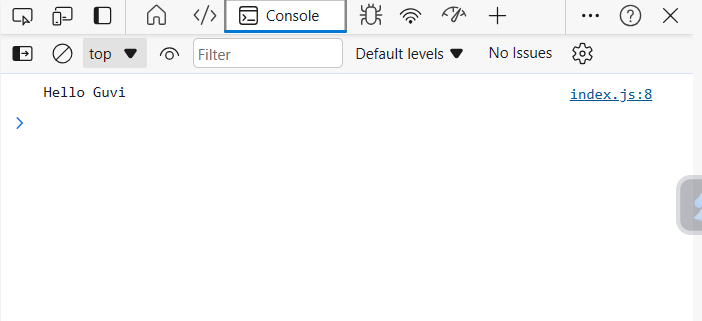 Console
top Filter Default levels No Issues
Hello Guvi index.js:8